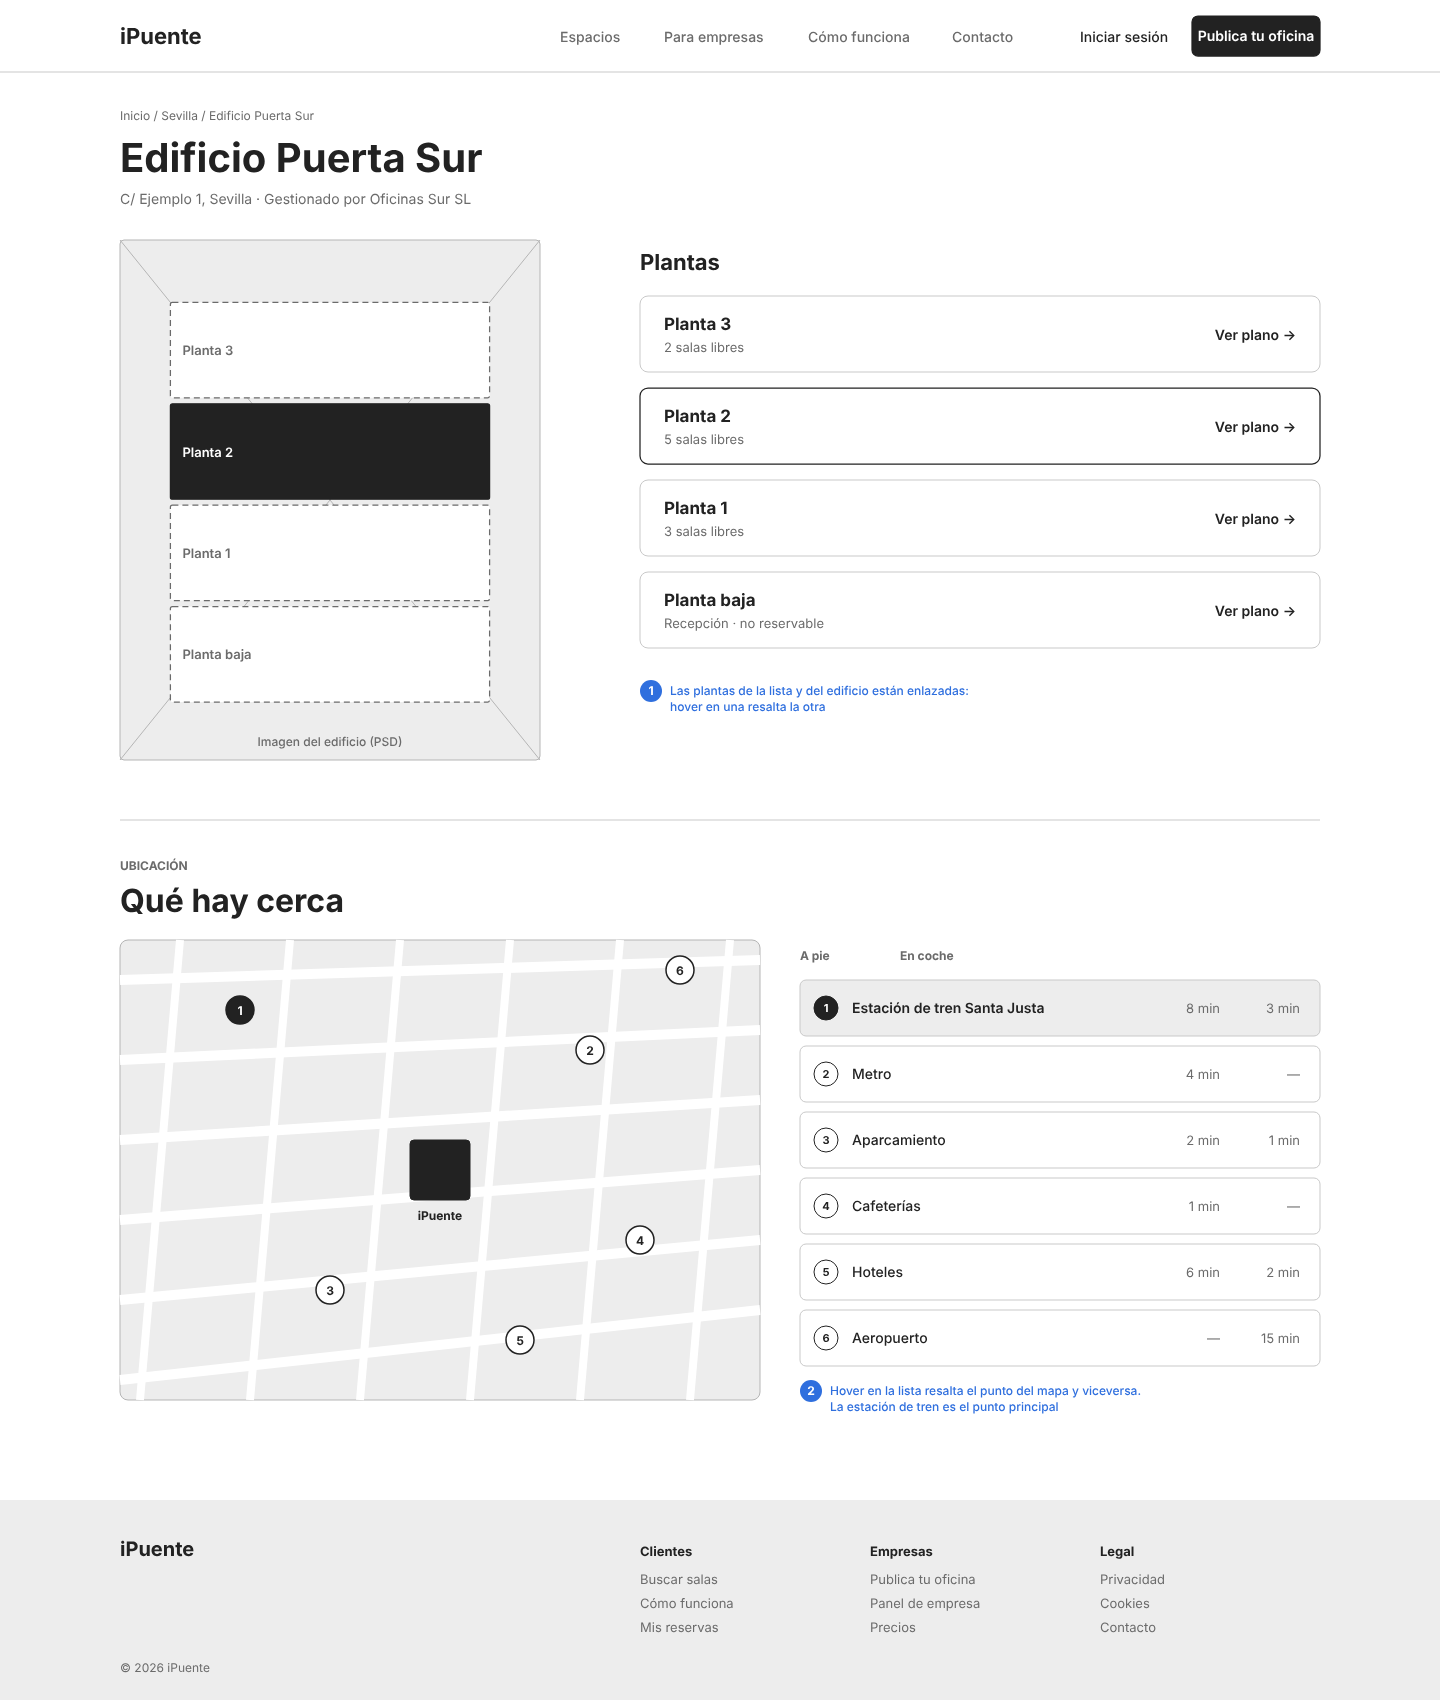 iPuente
Espacios
Para empresas
Cómo funciona
Contacto
Iniciar sesión
Publica tu oficina
Inicio / Sevilla / Edificio Puerta Sur
Edificio Puerta Sur
C/ Ejemplo 1, Sevilla · Gestionado por Oficinas Sur SL
Planta 3
Planta 2
Planta 1
Planta baja
Imagen del edificio (PSD)
Plantas
Planta 3
2 salas libres
Ver plano →
Planta 2
5 salas libres
Ver plano →
Planta 1
3 salas libres
Ver plano →
Planta baja
Recepción · no reservable
Ver plano →
1 Las plantas de la lista y del edificio están enlazadas:
hover en una resalta la otra
UBICACIÓN
Qué hay cerca
6
1
2
iPuente
4
3
5
A pie En coche
1 Estación de tren Santa Justa 8 min 3 min
2 Metro 4 min —
3 Aparcamiento 2 min 1 min
4 Cafeterías 1 min —
5 Hoteles 6 min 2 min
6 Aeropuerto — 15 min
2 Hover en la lista resalta el punto del mapa y viceversa.
La estación de tren es el punto principal
iPuente
Clientes
Buscar salas
Cómo funciona
Mis reservas
Empresas
Publica tu oficina
Panel de empresa
Precios
Legal
Privacidad
Cookies
Contacto
© 2026 iPuente